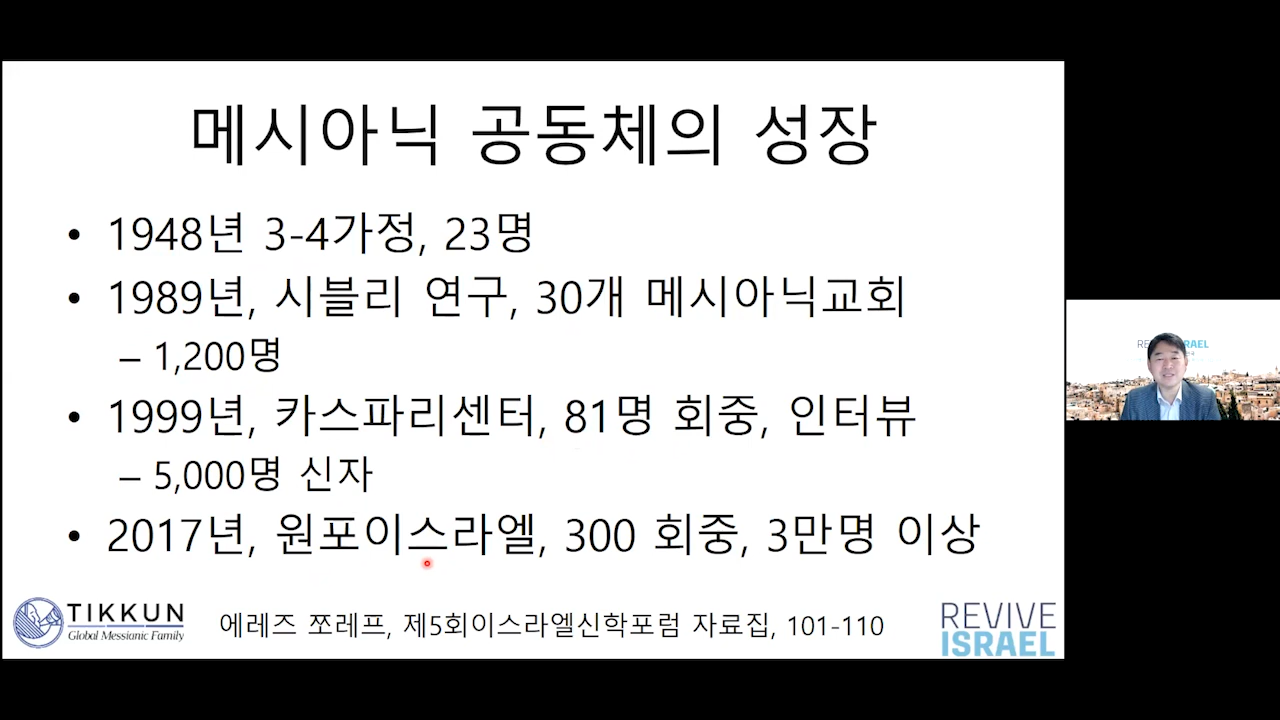 메시아닉 공동체의 성장
• 1948년 3-4가정, 23명
• 1989년, 시블리 연구, 30개 메시아닉교회
– 1,200명
• 1999년, 카스파리센터, 81명 회중, 인터뷰
– 5,000명 신자
• 2017년, 원포이스라엘, 300 회중, 3만명 이상
TIKKUN
Global Messianic Family
에레즈 쪼레프, 제5회이스라엘신학포럼 자료집, 101-110
REVIVE
ISRAEL